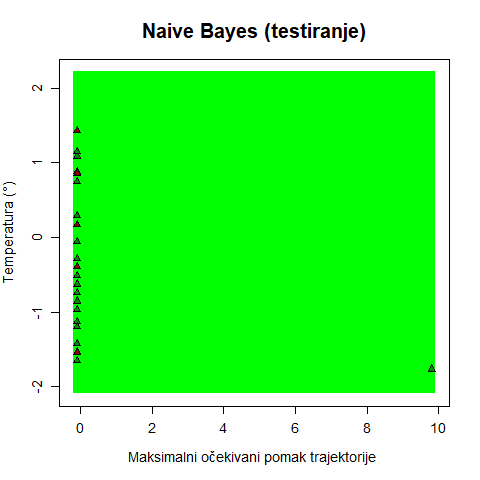 Naive Bayes (testiranje)
Temperatura (°)
2
1
0
-1
-2
0 2 4 6 8 10
Maksimalni očekivani pomak trajektorije